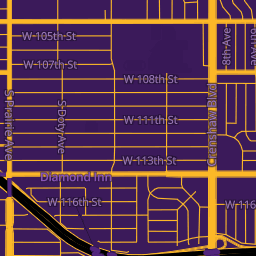 W 105th St
8th Ave
W 107th St
W 108th St
S Prairie Ave
S Doty Ave
W 111th St
Crenshaw Blvd
W 113th St
Diamond Inn
W 116th St
W 116